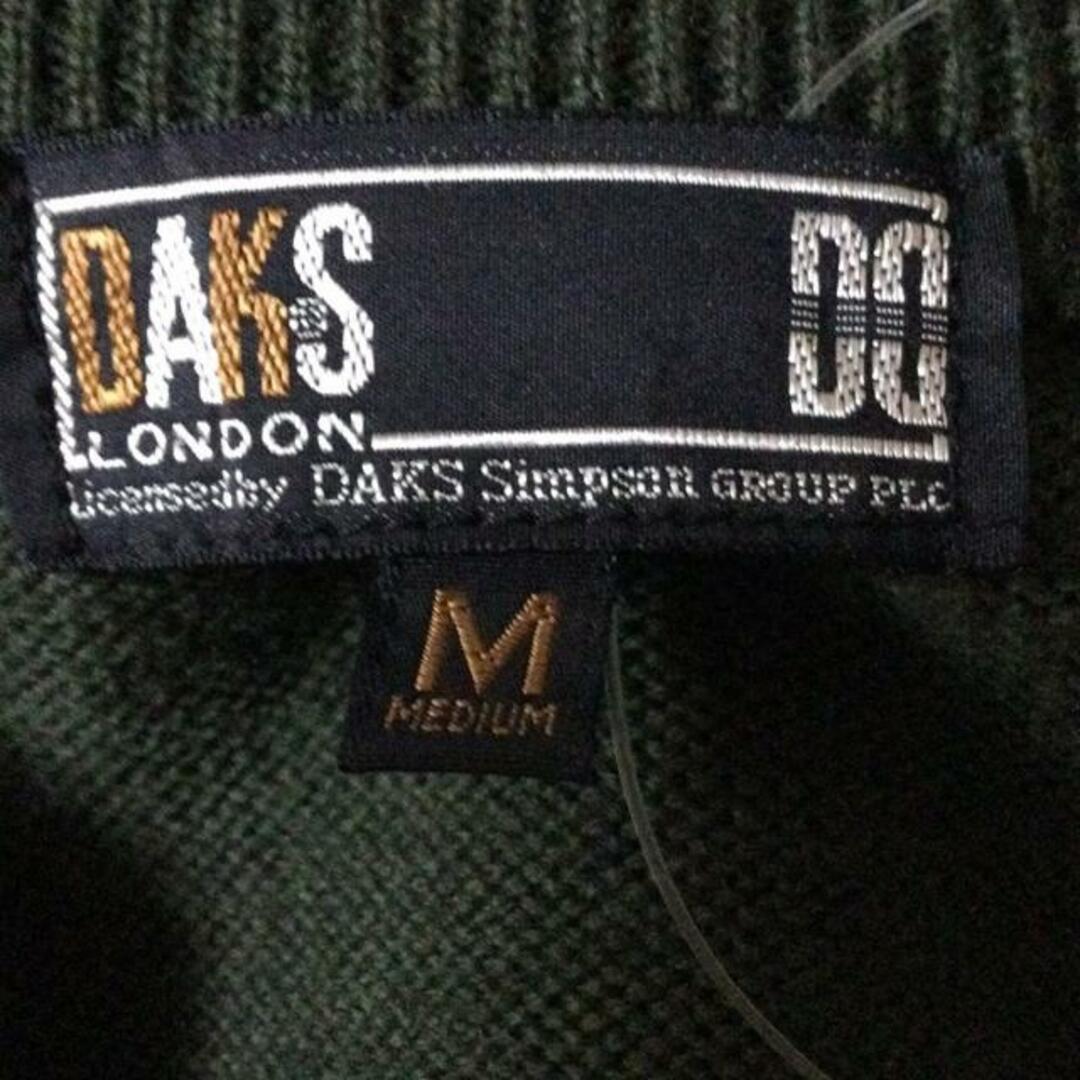 DAKS DD
LONDON
Licensed by DAKS Simpson GROUP PLC
M
MEDIUM